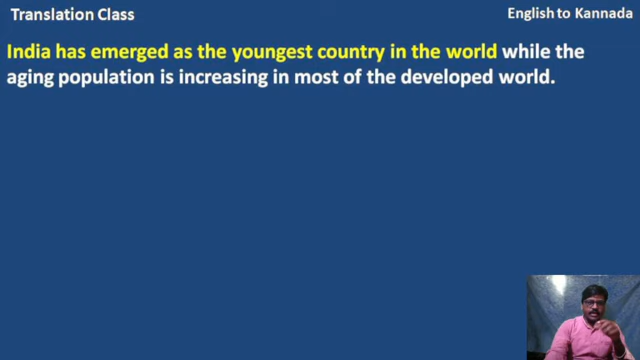 Translation Class
English to Kannada
India has emerged as the youngest country in the world while the
aging population is increasing in most of the developed world.